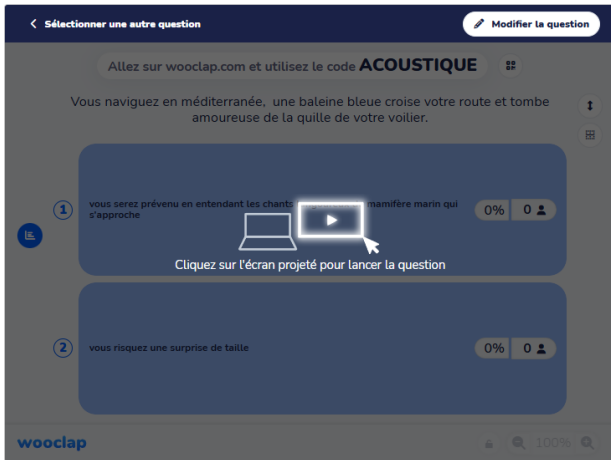 Sélectionner une autre question
Modifier la question
Allez sur wooclap.com et utilisez le code ACOUSTIQUE
Vous naviguez en méditerranée, une baleine bleue croise votre route et tombe
amoureuse de la quille de votre voilier.
1
vous serez prévenu en entendant les chants mamifère marin qui
s'approche
0% 0
Cliquez sur l'écran projeté pour lancer la question
2
vous risquez une surprise de taille
0% 0
wooclap
100%